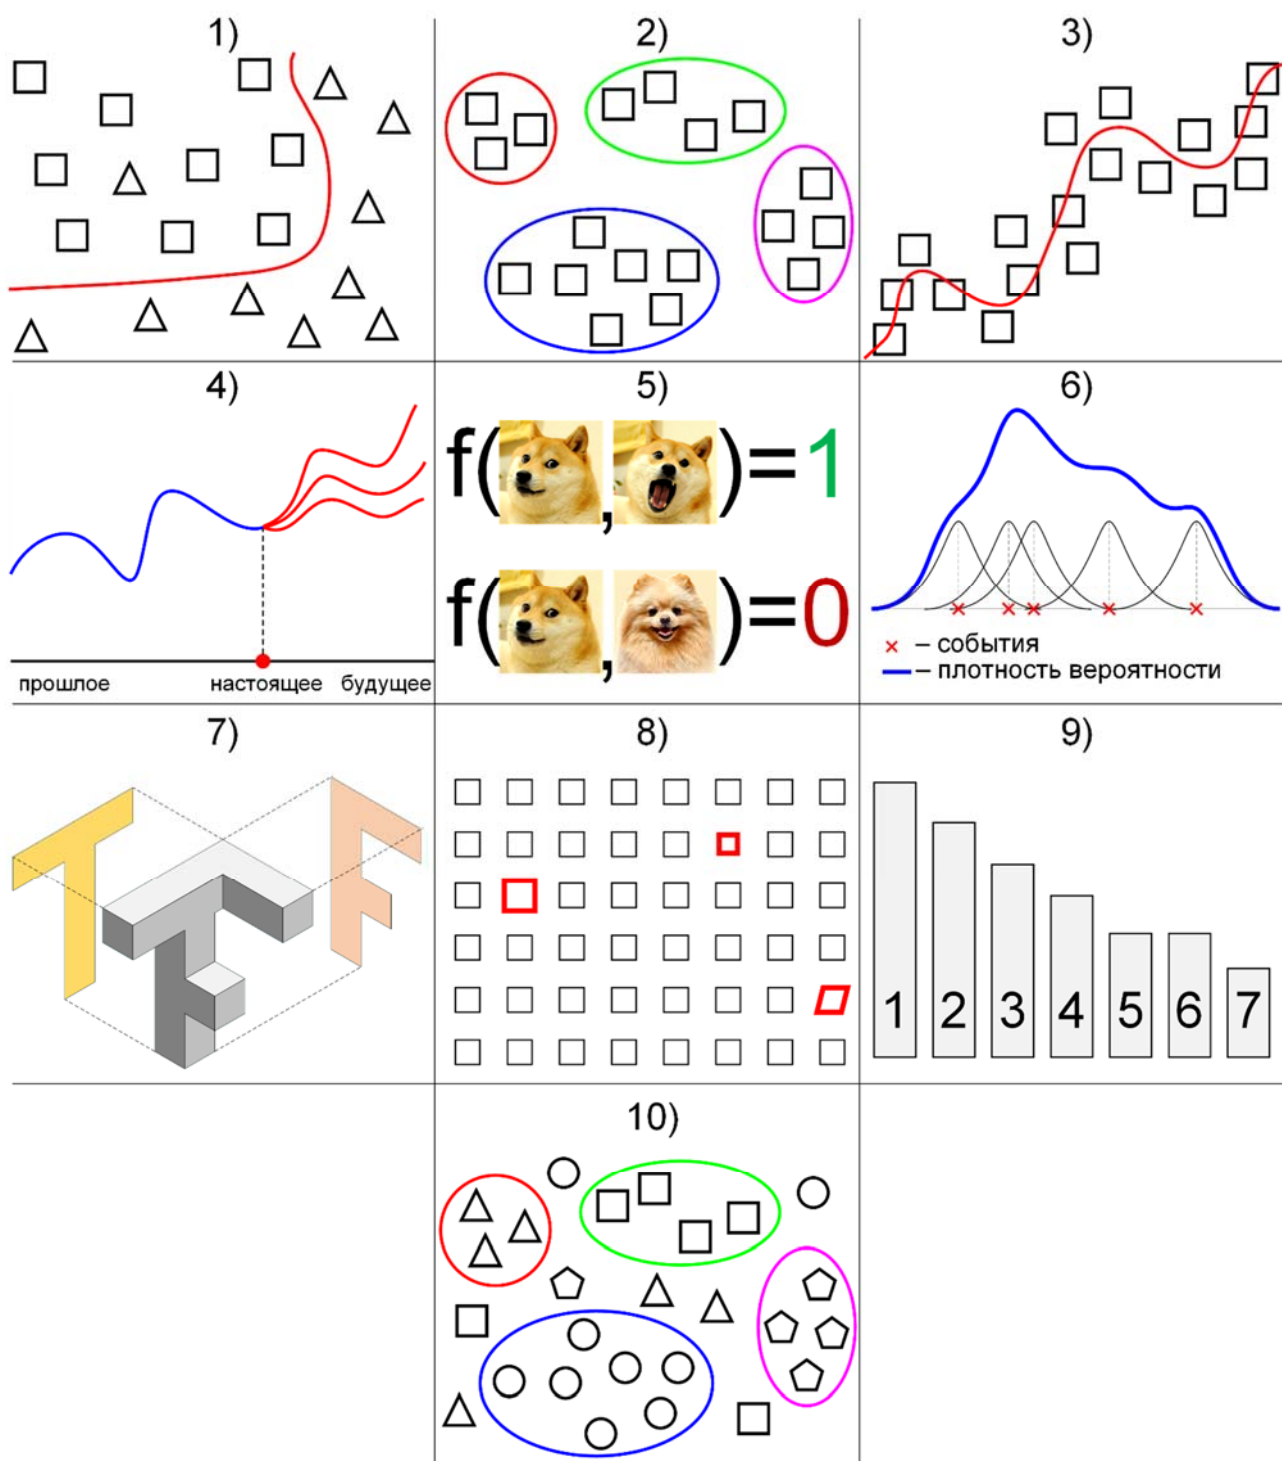 1)
2)
3)
4)
прошлое
настоящее
будущее
5)
f( , )=1
f( , )=0
6)
× – события
– плотность вероятности
7)
T
F
8)
9)
1 2 3 4 5 6 7
10)